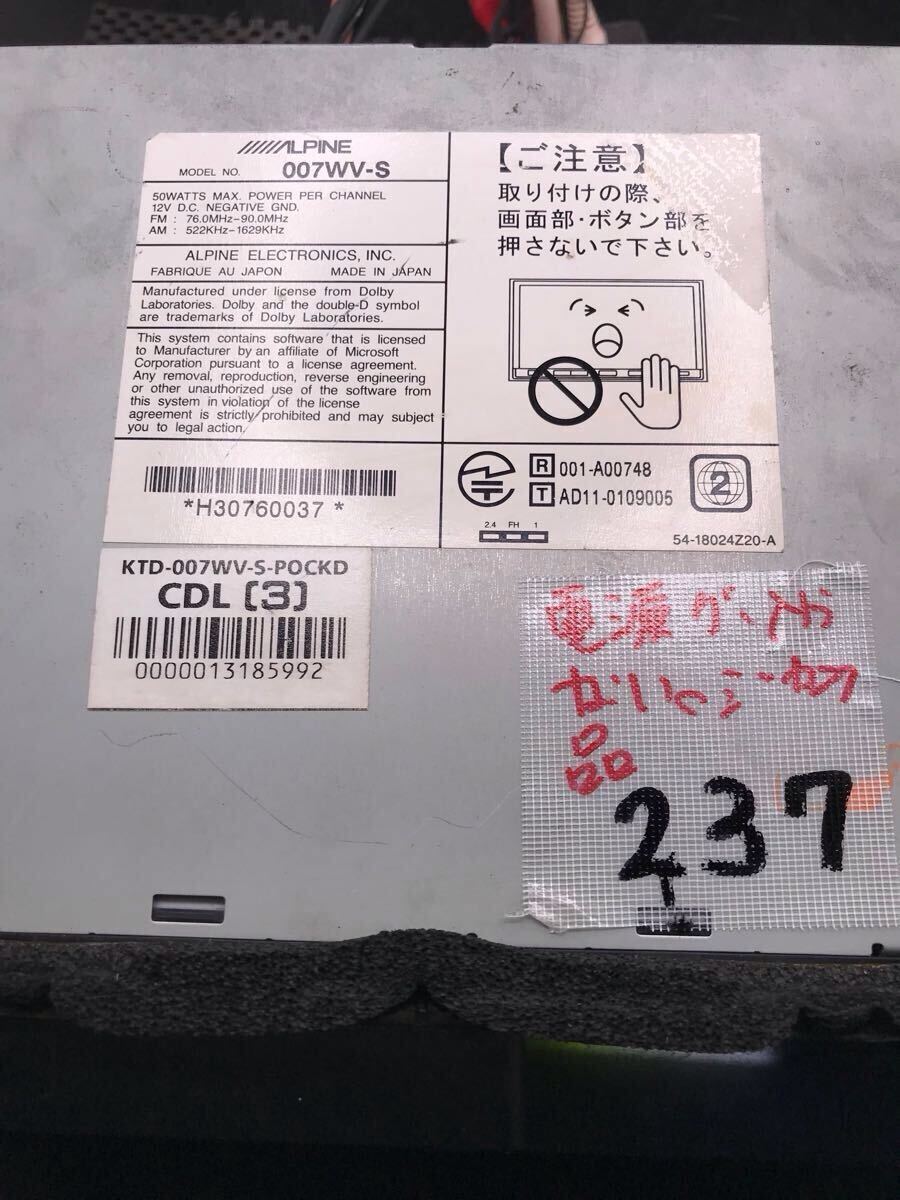 ALPINE
MODEL NO. 007WV-S
50WATTS MAX. POWER PER CHANNEL
12V D.C. NEGATIVE GND.
FM : 76.0MHz-90.0MHz
AM : 522KHz-1629KHz
ALPINE ELECTRONICS, INC.
FABRIQUE AU JAPON MADE IN JAPAN
Manufactured under license from Dolby
Laboratories. Dolby and the double-D symbol
are trademarks of Dolby Laboratories.
This system contains software that is licensed
to Manufacturer by an affiliate of Microsoft
Corporation pursuant to a license agreement.
Any removal, reproduction, reverse engineering
or other unauthorized use of the software from
this system in violation of the license
agreement is strictly prohibited and may subject
you to legal action.
*H30760037 *
【ご注意】
取り付けの際、
画面部・ボタン部を
押さないで下さい。
R 001-A00748
T AD11-0109005
2
2.4 FH 1
54-18024Z20-A
KTD-007WV-S-POCKD
CDL (3)
0000013185992
電源
品
237